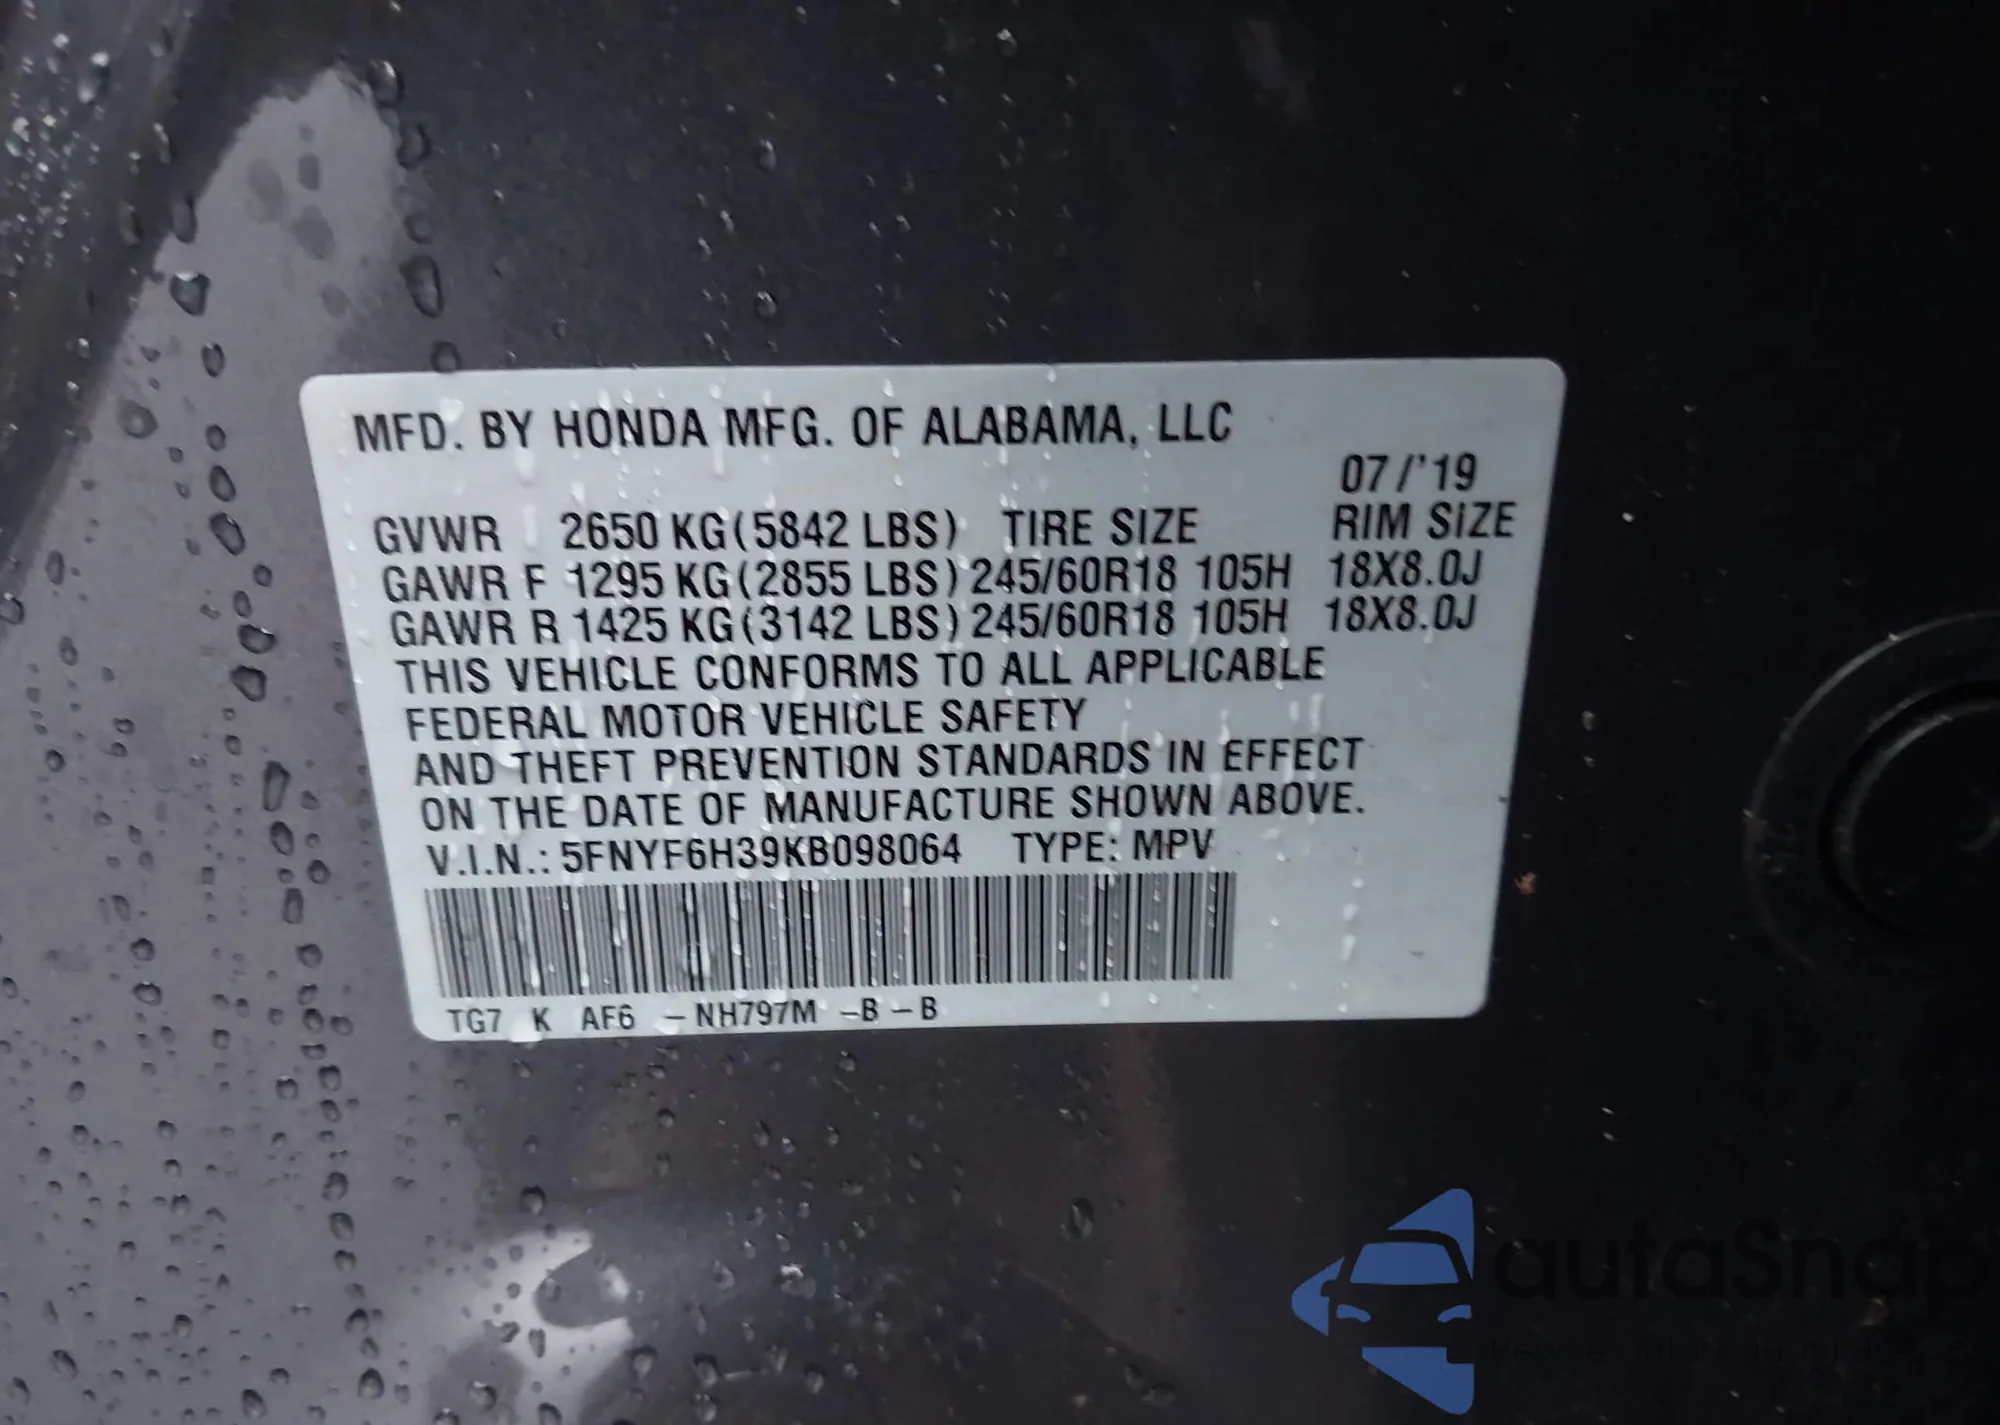 MFD. BY HONDA MFG. OF ALABAMA, LLC
07/'19
GVWR 2650 KG(5842 LBS) TIRE SIZE RIM SIZE
GAWR F 1295 KG(2855 LBS) 245/60R18 105H 18X8.0J
GAWR R 1425 KG(3142 LBS) 245/60R18 105H 18X8.0J
THIS VEHICLE CONFORMS TO ALL APPLICABLE
FEDERAL MOTOR VEHICLE SAFETY
AND THEFT PREVENTION STANDARDS IN EFFECT
ON THE DATE OF MANUFACTURE SHOWN ABOVE.
V.I.N.: 5FNYF6H39KB098064 TYPE: MPV
TG7 K AF6 -NH797M -B-B
autoSnap